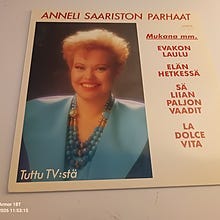 ANNELI SAARISTON PARHAAT
Mukana mm.
EVAKON
LAULU
ELÄN
HETKESSÄ
SÄ
LIIAN
PALJON
VAADIT
LA
DOLCE
VITA
Tuttu TV:stä